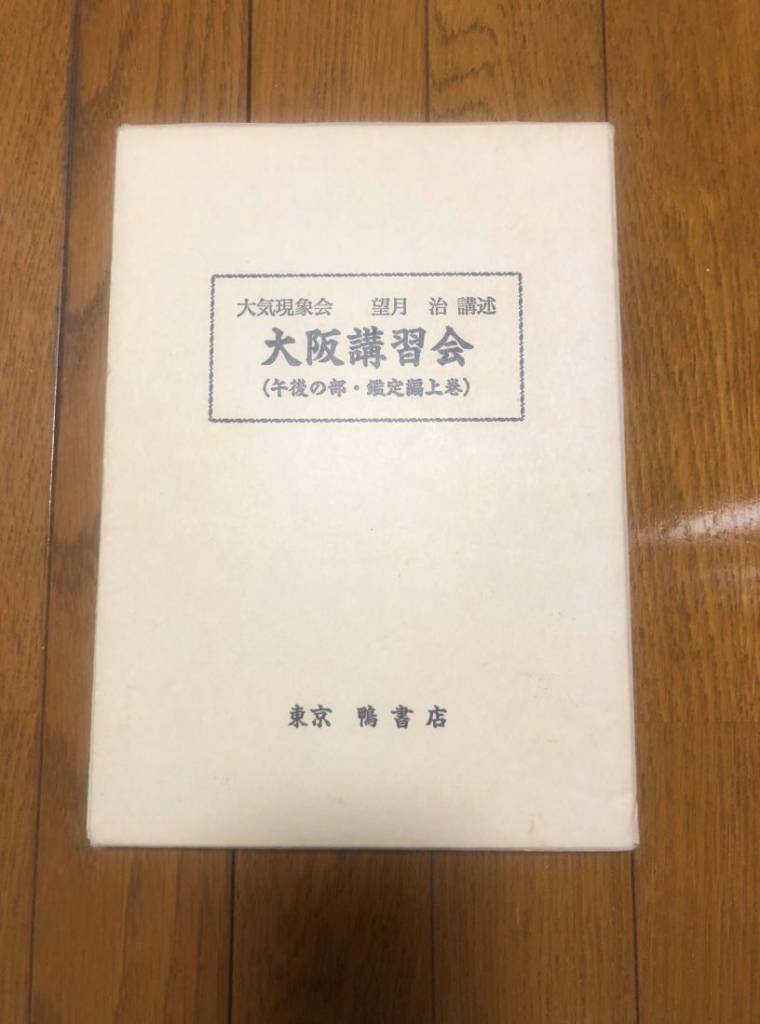 大気現象会 望月 治 講述
大阪講習会
(午後の部・鑑定編上巻)
東京 鴨書店